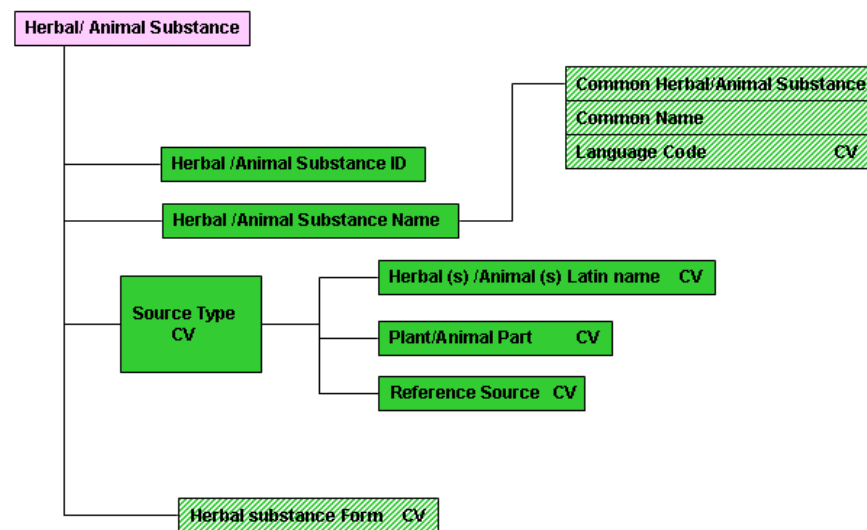 Herbal/ Animal Substance
Common Herbal/Animal Substance
Common Name
Language Code CV
Herbal /Animal Substance ID
Herbal /Animal Substance Name
Herbal (s) /Animal (s) Latin name CV
Source Type
CV
Plant/Animal Part CV
Reference Source CV
Herbal substance Form CV